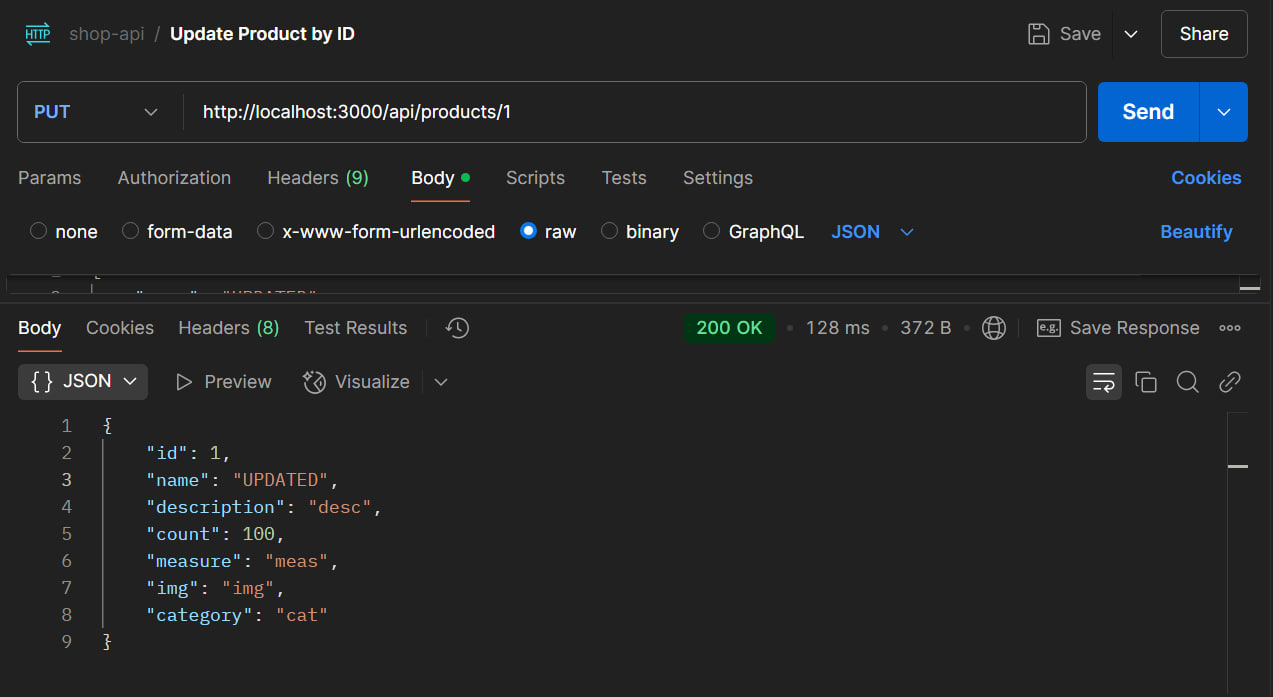 HTTP shop-api / Update Product by ID Save Share
PUT http://localhost:3000/api/products/1 Send
Params Authorization Headers (9) Body Scripts Tests Settings Cookies
none form-data x-www-form-urlencoded raw binary GraphQL JSON Beautify
Body Cookies Headers (8) Test Results 200 OK • 128 ms • 372 B • e.g. Save Response
{} JSON Preview Visualize
1 {
2 "id": 1,
3 "name": "UPDATED",
4 "description": "desc",
5 "count": 100,
6 "measure": "meas",
7 "img": "img",
8 "category": "cat"
9 }